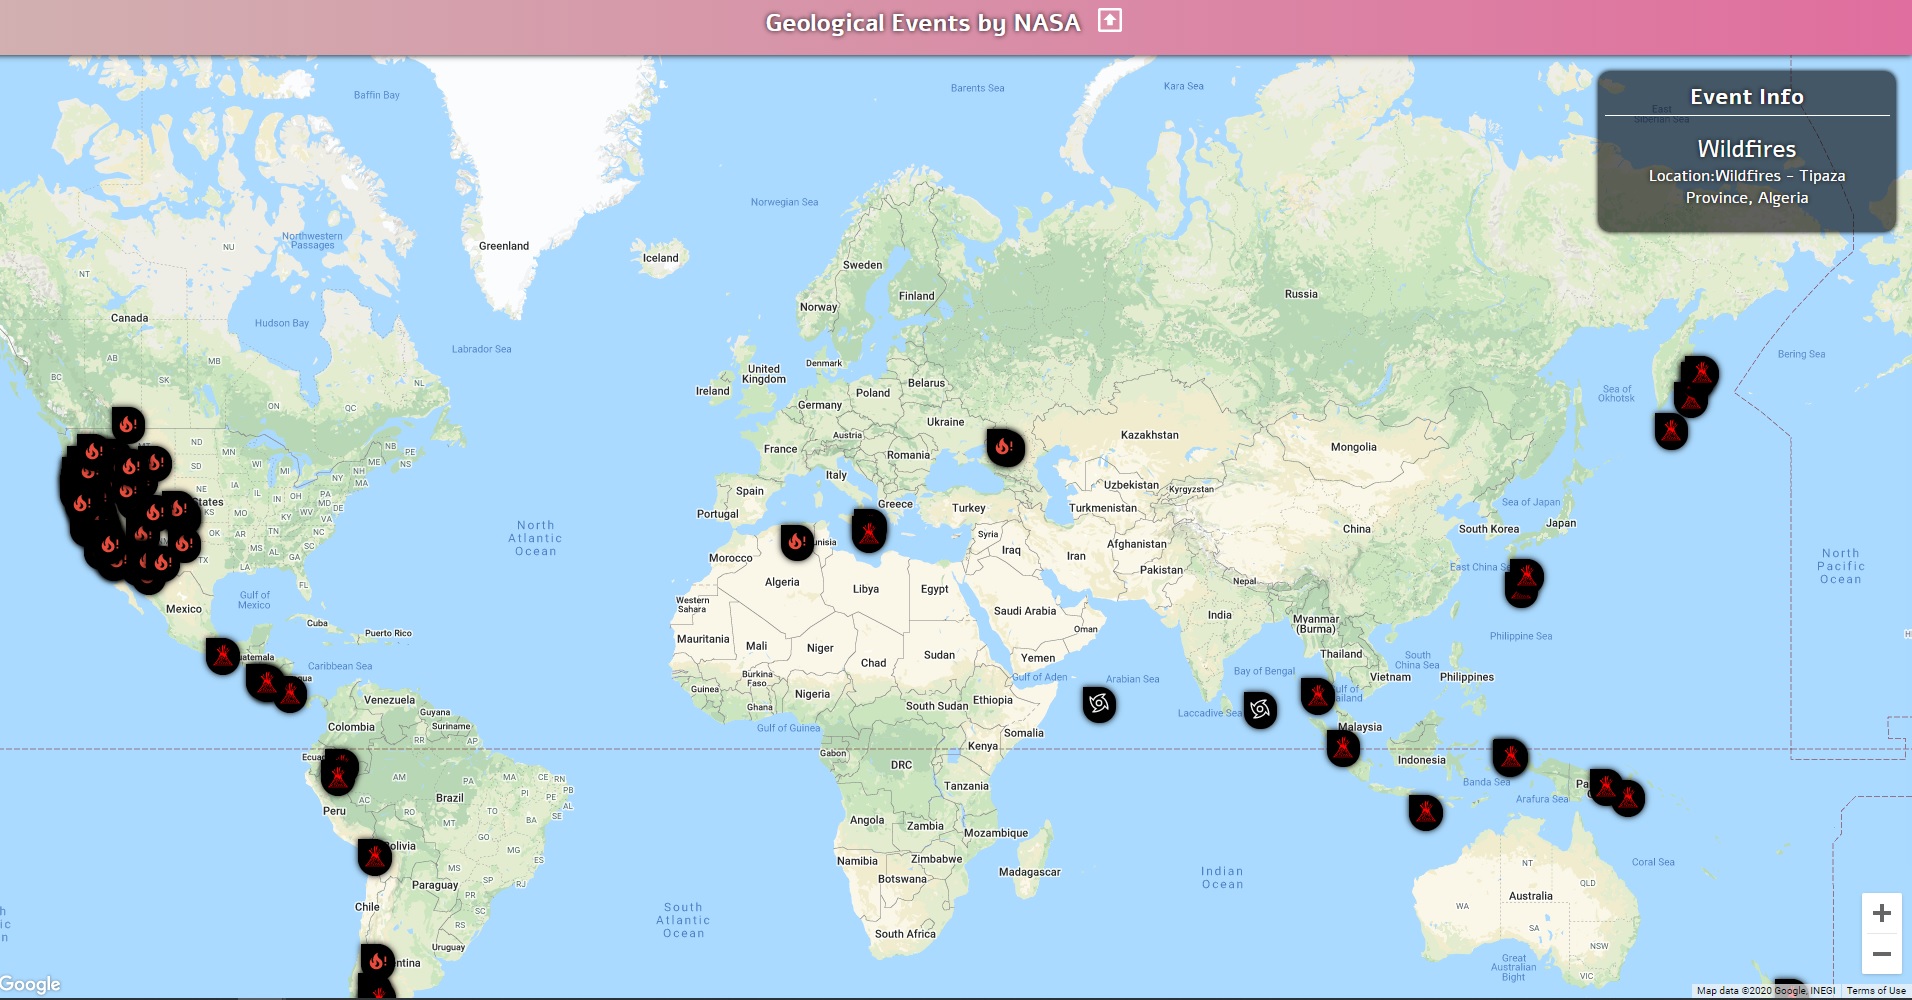 Geological Events by NASA
Event Info
Wildfires
Location:Wildfires - Tipaza
Province, Algeria
Baffin Bay
Barents Sea
Kara Sea
East
Siberian Sea
Norwegian Sea
Greenland
Iceland
Northwestern
Passages
NU
NT
Sweden
Finland
Norway
Russia
Canada
Hudson Bay
Labrador Sea
Bering Sea
Sea of
Okhotsk
AB
BC
SK
MB
ON
QC
NL
Denmark
United
Kingdom
Ireland
Belarus
Poland
Germany
Ukraine
Austria
France
Romania
Italy
Kazakhstan
Mongolia
MT
ND
SD
MN
WI
MI
NB
PE
NS
ME
NH
MA
NY
Spain
Portugal
Greece
Turkey
Uzbekistan
Kyrgyzstan
Turkmenistan
Sea of Japan
Japan
South Korea
China
States
NE
IA
IL
IN
OH
PA
MD
DE
KS
MO
KY
WV
VA
OK
AR
TN
NC
MS
AL
SC
GA
TX
LA
FL
North
Atlantic
Ocean
unisia
Morocco
Algeria
Libya
Egypt
Syria
Iraq
Iran
Afghanistan
Pakistan
Nepal
East China Se
North
Pacific
Ocean
H
Mexico
Gulf of
Mexico
Cuba
Puerto Rico
Western
Sahara
Saudi Arabia
Oman
India
Myanmar
(Burma)
Mauritania
Mali
Niger
Chad
Sudan
Yemen
Thailand
Philippine Sea
South
China Sea
Vietnam
Philippines
uatemala
ua
Caribbean Sea
Venezuela
Guyana
Suriname
Colombia
RR
AP
Guinea
Burkina
Faso
Ghana
Nigeria
Gulf of Guinea
South Sudan
Ethiopia
Gulf of Aden
Arabian Sea
Somalia
Laccadive Sea
Bay of Bengal
ulf of
ailand
Malaysia
Indonesia
Ecua
Gabon
Kenya
DRC
Tanzania
Banda Sea
Pa
Arafura Sea
AM
PA
MA
CE
RN
PB
PI
PE
AL
SE
AC
RO
TO
BA
MT
Peru
Brazil
GO
MG
ES
MS
SP
RJ
PR
SC
RS
Bolivia
Paraguay
Chile
Uruguay
entina
Angola
Zambia
Mozambique
Namibia
Zimbabwe
Botswana
Madagascar
South Africa
South
Atlantic
Ocean
Indian
Ocean
Coral Sea
NT
QLD
WA
Australia
SA
NSW
VIC
Great
Australian
Bight
h
ic
n
Google
Map data ©2020 Google, INEGI
Terms of Use